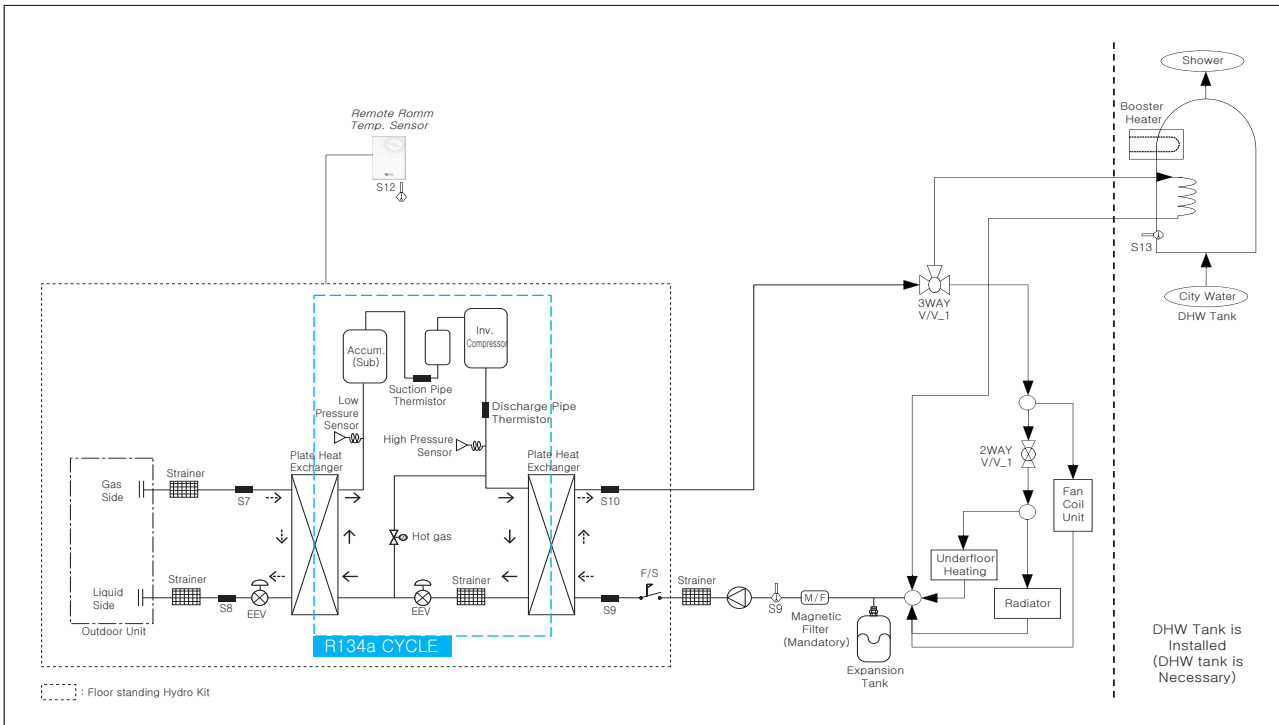 Shower
Booster
Heater
Remote Romm
Temp. Sensor
S12
S13
3WAY
V/V_1
City Water
DHW Tank
Accum.
(Sub)
Inv.
Compressor
Suction Pipe
Thermistor
Low
Pressure
Sensor
Discharge Pipe
Thermistor
High Pressure
Sensor
2WAY
V/V_1
Plate Heat
Exchanger
Plate Heat
Exchanger
Gas
Side
Strainer
S7
S10
Fan
Coil
Unit
Hot gas
Underfloor
Heating
Liquid
Side
Strainer
S8
EEV
EEV
Strainer
S9
F/S
Strainer
S9
M/F
Magnetic
Filter
(Mandatory)
Radiator
Outdoor Unit
R134a CYCLE
Expansion
Tank
DHW Tank is
Installed
(DHW tank is
Necessary)
: Floor standing Hydro Kit